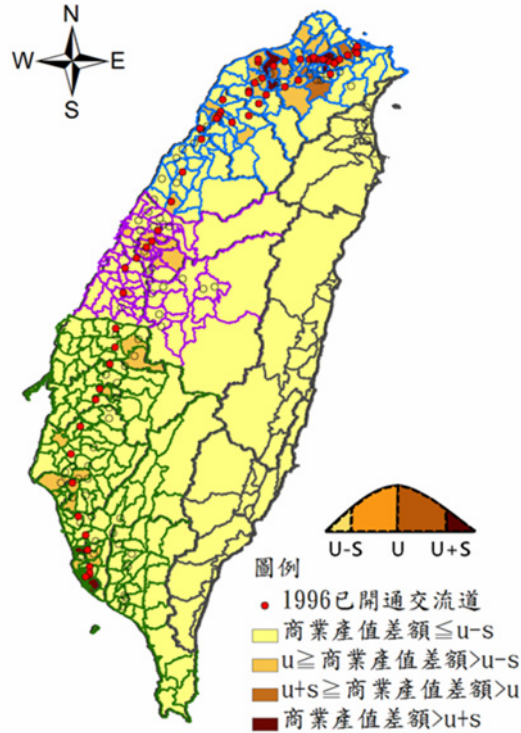 N
W E
S
U-S U U+S
圖例
1996已開通交流道
商業產值差額≦u-s
u≧商業產值差額>u-s
u+s≧商業產值差額>u
商業產值差額>u+s